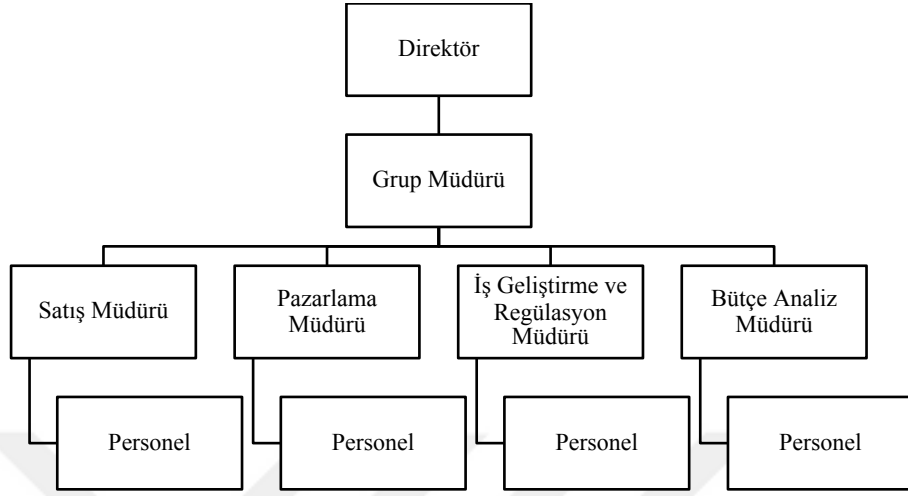 Direktör
Grup Müdürü
Satış Müdürü
Pazarlama
Müdürü
İş Geliştirme ve
Regülasyon
Müdürü
Bütçe Analiz
Müdürü
Personel
Personel
Personel
Personel